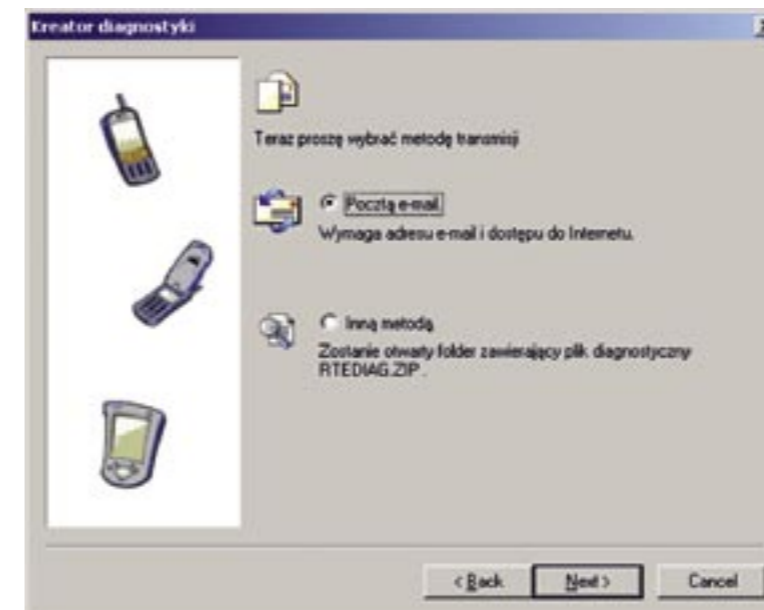 Kreator diagnostyki
Teraz proszę wybrać metodę transmisji
Pocztą e-mail
Wymaga adresu e-mail i dostępu do Internetu.
Inną metodą
Zostanie otwarty folder zawierający plik diagnostyczny
RTEDIAG.ZIP.
< Back
Next >
Cancel